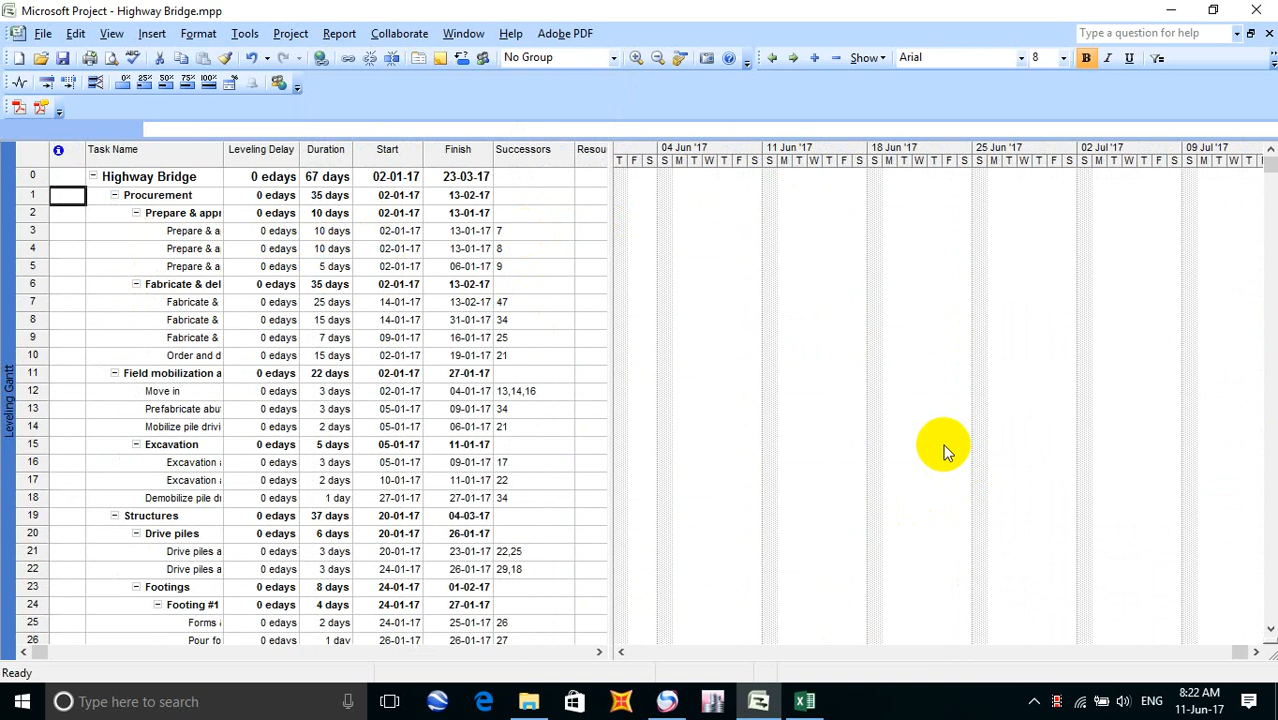 Microsoft Project - Highway Bridge.mpp
File Edit View Insert Format Tools Project Report Collaborate Window Help Adobe PDF Type a question for help
No Group Show Arial 8 B I U
0% 25% 50% 75% 100%
Task Name Leveling Delay Duration Start Finish Successors Resou 04 Jun '17 11 Jun '17 18 Jun '17 25 Jun '17 02 Jul '17 09 Jul '17
T F S S M T W T F S S M T W T F S S M T W T F S S M T W T F S S M T W T F S S M T W T F
0 Highway Bridge 0 edays 67 days 02-01-17 23-03-17
1 Procurement 0 edays 35 days 02-01-17 13-02-17
2 Prepare & appr 0 edays 10 days 02-01-17 13-01-17
3 Prepare & a 0 edays 10 days 02-01-17 13-01-17 7
4 Prepare & a 0 edays 10 days 02-01-17 13-01-17 8
5 Prepare & a 0 edays 5 days 02-01-17 06-01-17 9
6 Fabricate & del 0 edays 35 days 02-01-17 13-02-17
7 Fabricate & 0 edays 25 days 14-01-17 13-02-17 47
8 Fabricate & 0 edays 15 days 14-01-17 31-01-17 34
9 Fabricate & 0 edays 7 days 09-01-17 16-01-17 25
10 Order and d 0 edays 15 days 02-01-17 19-01-17 21
11 Field mobilization a 0 edays 22 days 02-01-17 27-01-17
12 Move in 0 edays 3 days 02-01-17 04-01-17 13,14,16
13 Prefabricate abu 0 edays 3 days 05-01-17 09-01-17 34
14 Mobilize pile drivi 0 edays 2 days 05-01-17 06-01-17 21
15 Excavation 0 edays 5 days 05-01-17 11-01-17
16 Excavation a 0 edays 3 days 05-01-17 09-01-17 17
17 Excavation a 0 edays 2 days 10-01-17 11-01-17 22
18 Demobilize pile di 0 edays 1 day 27-01-17 27-01-17 34
19 Structures 0 edays 37 days 20-01-17 04-03-17
20 Drive piles 0 edays 6 days 20-01-17 26-01-17
21 Drive piles a 0 edays 3 days 20-01-17 23-01-17 22,25
22 Drive piles a 0 edays 3 days 24-01-17 26-01-17 29,18
23 Footings 0 edays 8 days 24-01-17 01-02-17
24 Footing #1 0 edays 4 days 24-01-17 27-01-17
25 Forms a 0 edays 2 days 24-01-17 25-01-17 26
26 Pour fo 0 edays 1 day 26-01-17 26-01-17 27
Leveling Gantt
Ready
Type here to search ENG 8:22 AM
11-Jun-17